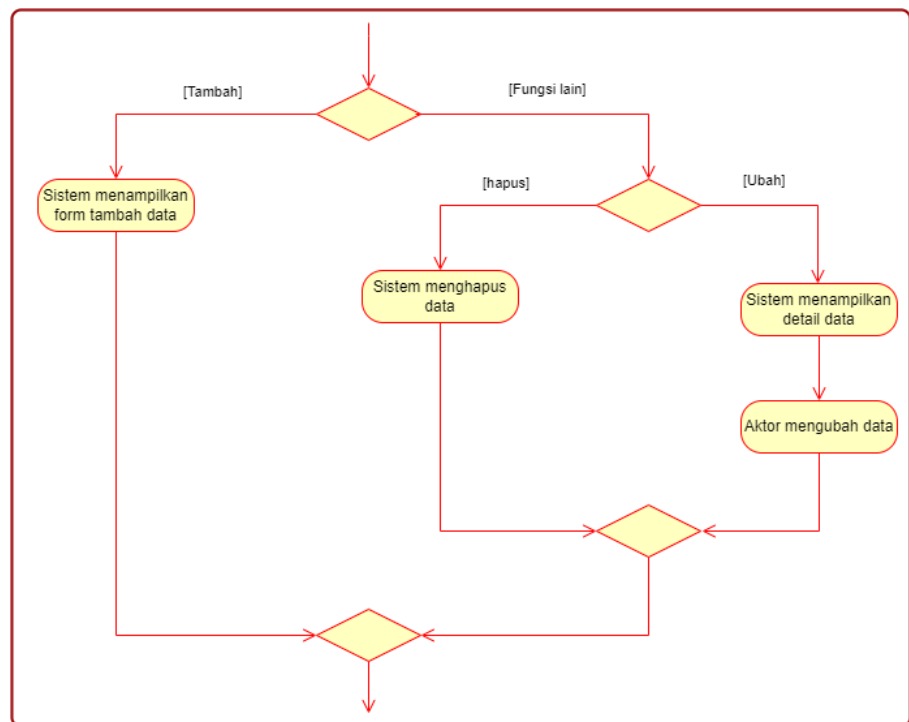 [Tambah]
[Fungsi lain]
Sistem menampilkan
form tambah data
[hapus]
[Ubah]
Sistem menghapus
data
Sistem menampilkan
detail data
Aktor mengubah data